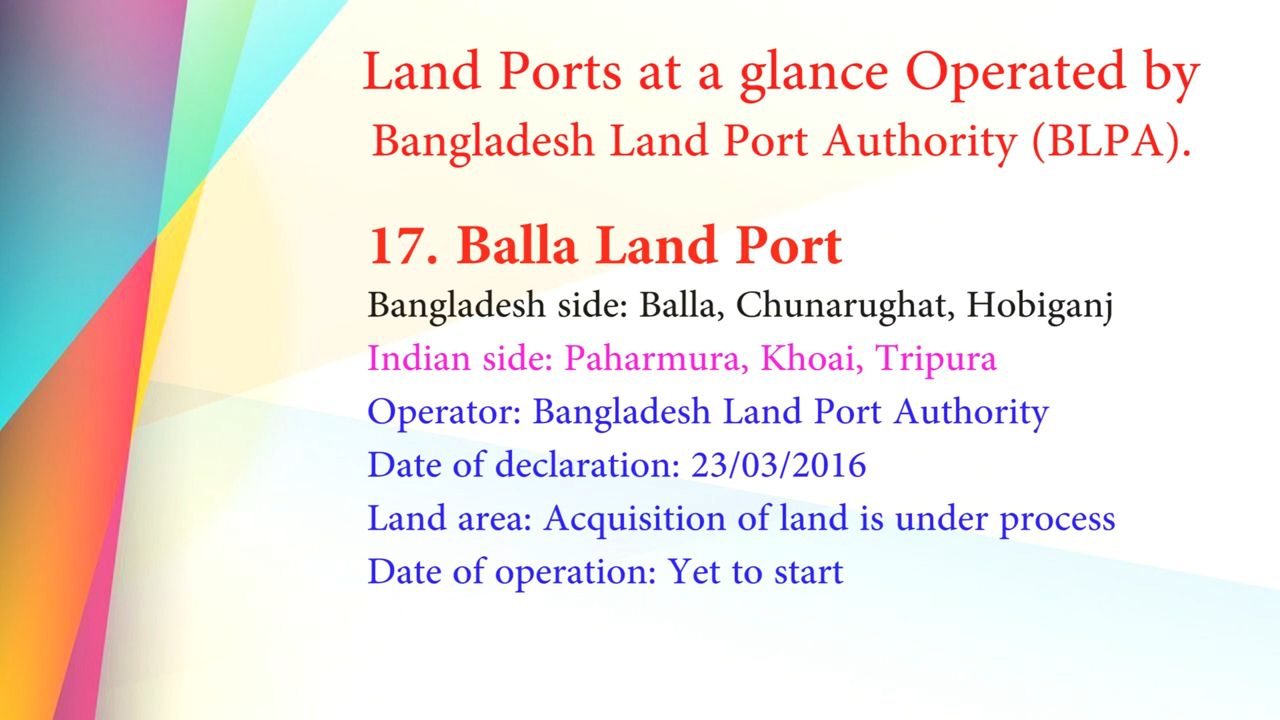 Land Ports at a glance Operated by
Bangladesh Land Port Authority (BLPA).
17. Balla Land Port
Bangladesh side: Balla, Chunarughat, Hobiganj
Indian side: Paharmura, Khoai, Tripura
Operator: Bangladesh Land Port Authority
Date of declaration: 23/03/2016
Land area: Acquisition of land is under process
Date of operation: Yet to start